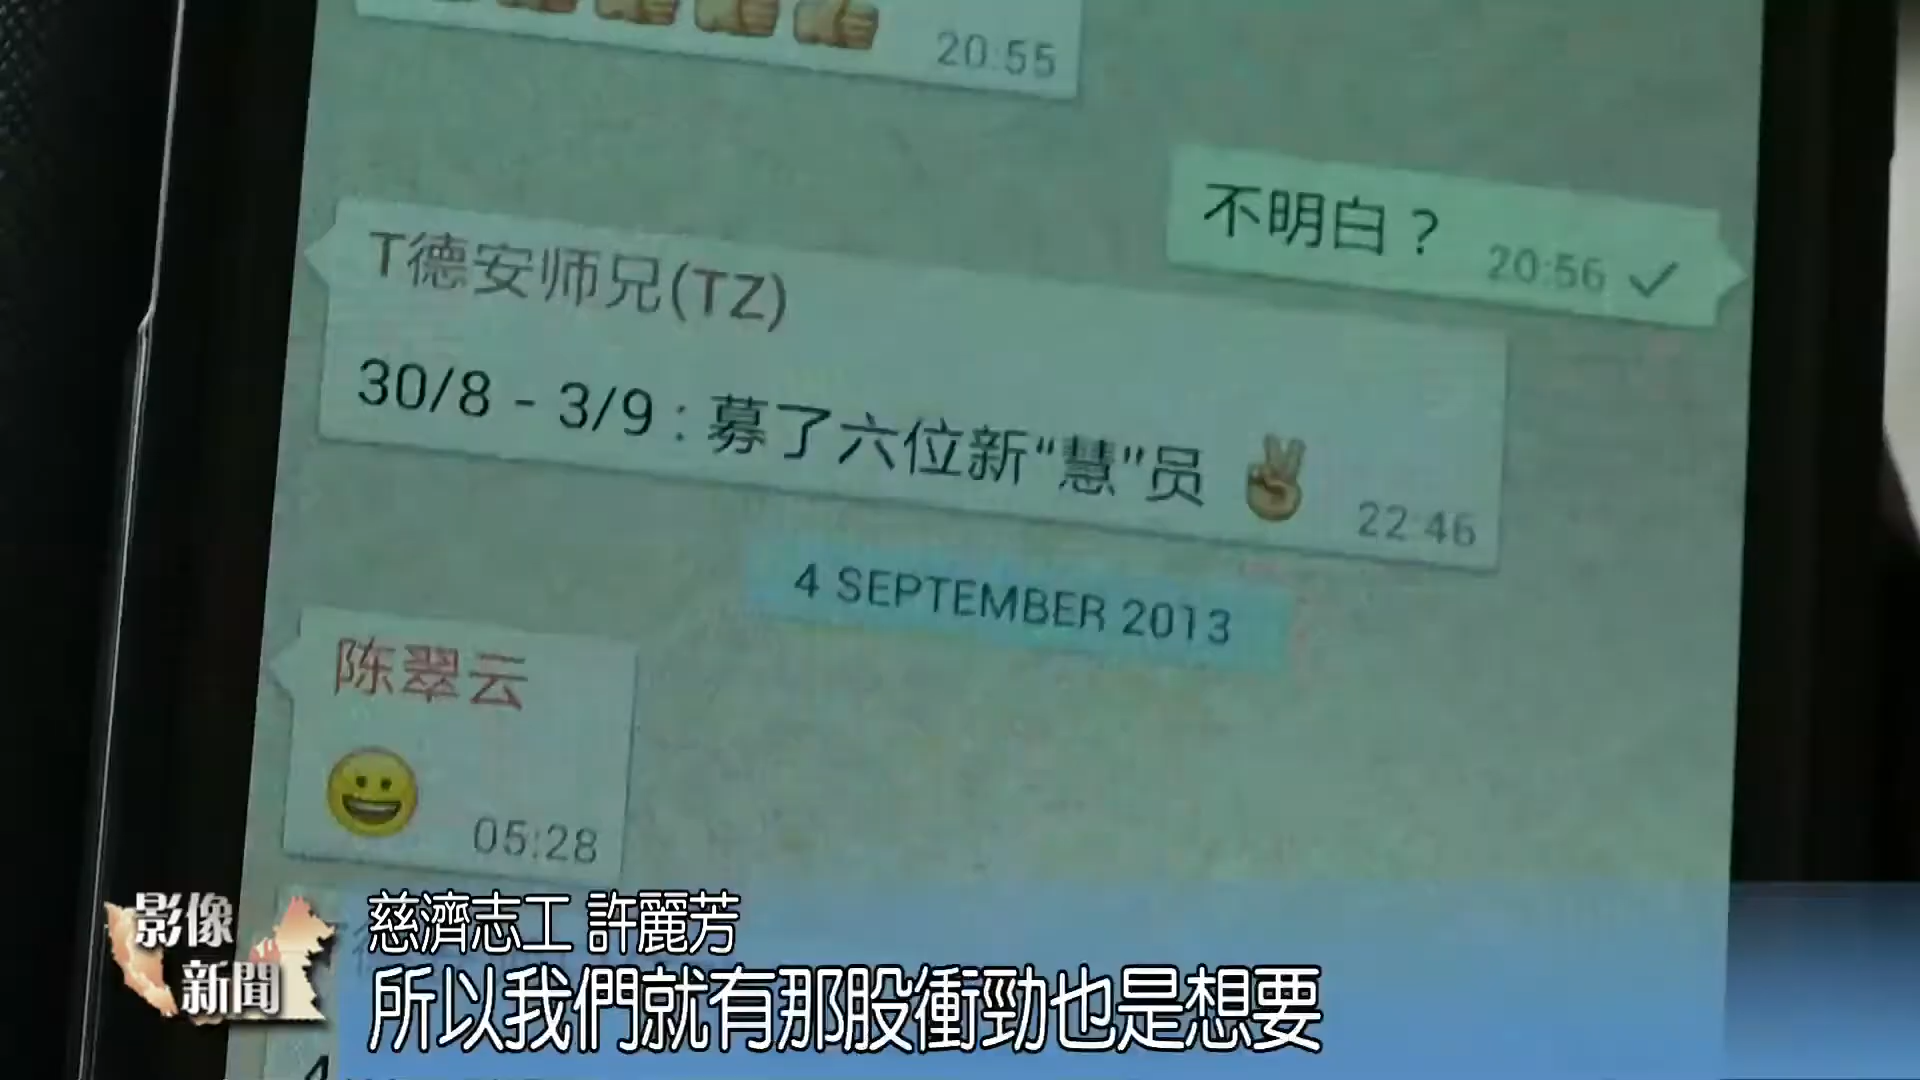 20:55
不明白？ 20:56
T德安师兄(TZ)
30/8 - 3/9 : 募了六位新“慧”员 22:46
4 SEPTEMBER 2013
陈翠云
05:28
影像
新聞
慈濟志工 許麗芳
所以我們就有那股衝勁也是想要